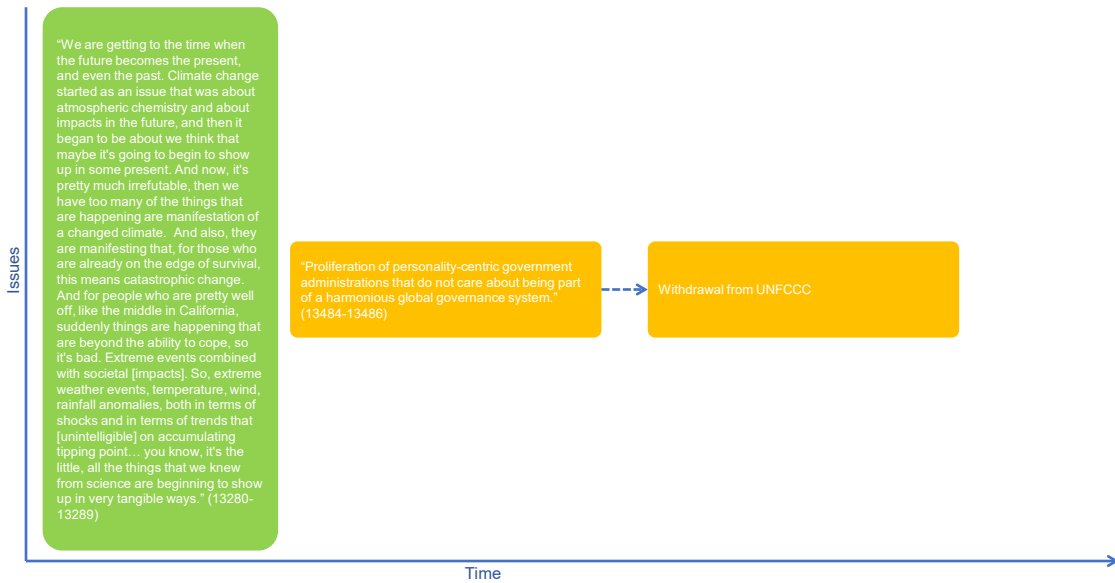 “We are getting to the time when
the future becomes the present,
and even the past. Climate change
started as an issue that was about
atmospheric chemistry and about
impacts in the future, and then it
began to be about we think that
maybe it's going to begin to show
up in some present. And now, it's
pretty much irrefutable, then we
have too many of the things that
are happening are manifestation of
a changed climate.  And also, they
are manifesting that, for those who
are already on the edge of survival,
this means catastrophic change.
And for people who are pretty well
off, like the middle in California,
suddenly things are happening that
are beyond the ability to cope, so
it's bad. Extreme events combined
with societal [impacts]. So, extreme
weather events, temperature, wind,
rainfall anomalies, both in terms of
shocks and in terms of trends that
[unintelligible] on accumulating
tipping point… you know, it's the
little, all the things that we knew
from science are beginning to show
up in very tangible ways.” (13280-
13289)
“Proliferation of personality-centric government
administrations that do not care about being part
of a harmonious global governance system.”
(13484-13486)
Withdrawal from UNFCCC
Issues
Time